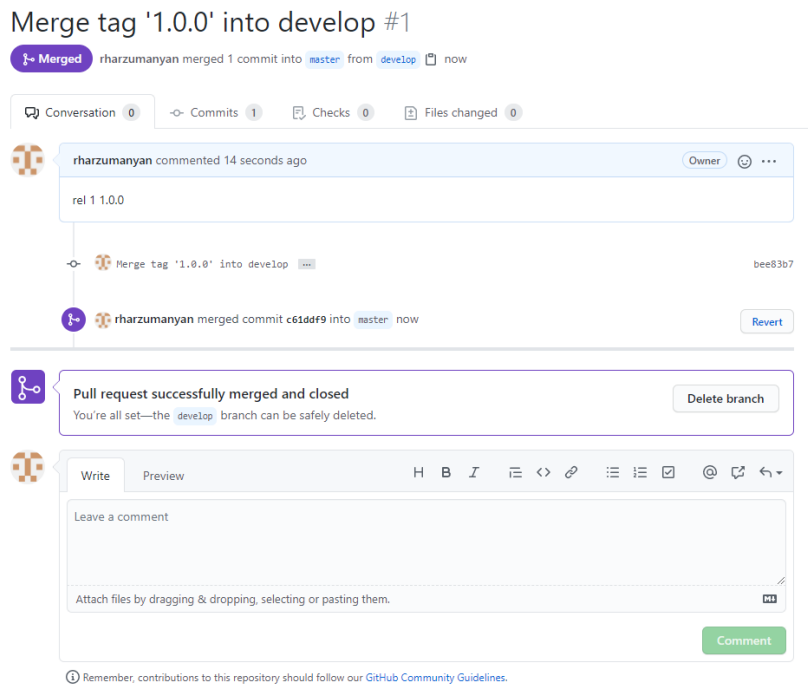 Merge tag '1.0.0' into develop #1
Merged rharzumanyan merged 1 commit into master from develop now
Conversation 0 Commits 1 Checks 0 Files changed 0
rharzumanyan commented 14 seconds ago Owner
rel 1 1.0.0
Merge tag '1.0.0' into develop ... bee83b7
rharzumanyan merged commit c61ddf9 into master now Revert
Pull request successfully merged and closed
You're all set—the develop branch can be safely deleted.
Delete branch
Write Preview
Leave a comment
Attach files by dragging & dropping, selecting or pasting them.
Comment
Remember, contributions to this repository should follow our GitHub Community Guidelines.